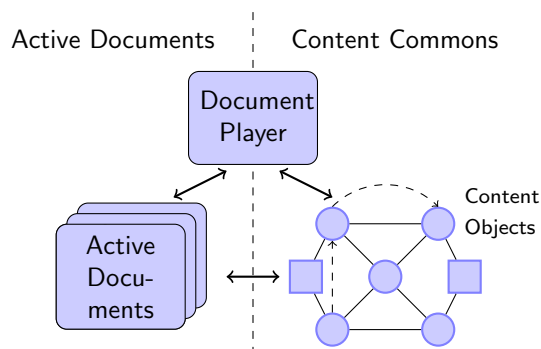 Active Documents
Content Commons
Document
Player
Content
Objects
Active
Docu-
ments